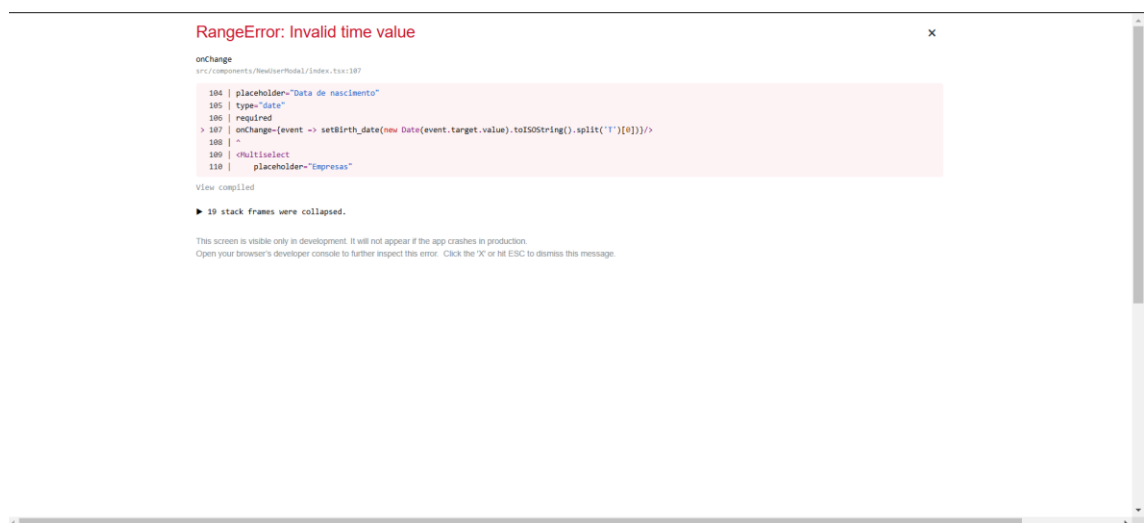 RangeError: Invalid time value
×
onChange
src/components/NewUserModal/index.tsx:107
104 | placeholder="Data de nascimento"
105 | type="date"
106 | required
> 107 | onChange={event => setBirth_date(new Date(event.target.value).toISOString().split('T')[0])}/>
108 | ^
109 | <Multiselect
110 |     placeholder="Empresas"
View compiled
▶ 19 stack frames were collapsed.
This screen is visible only in development. It will not appear if the app crashes in production.
Open your browser's developer console to further inspect this error. Click the 'X' or hit ESC to dismiss this message.